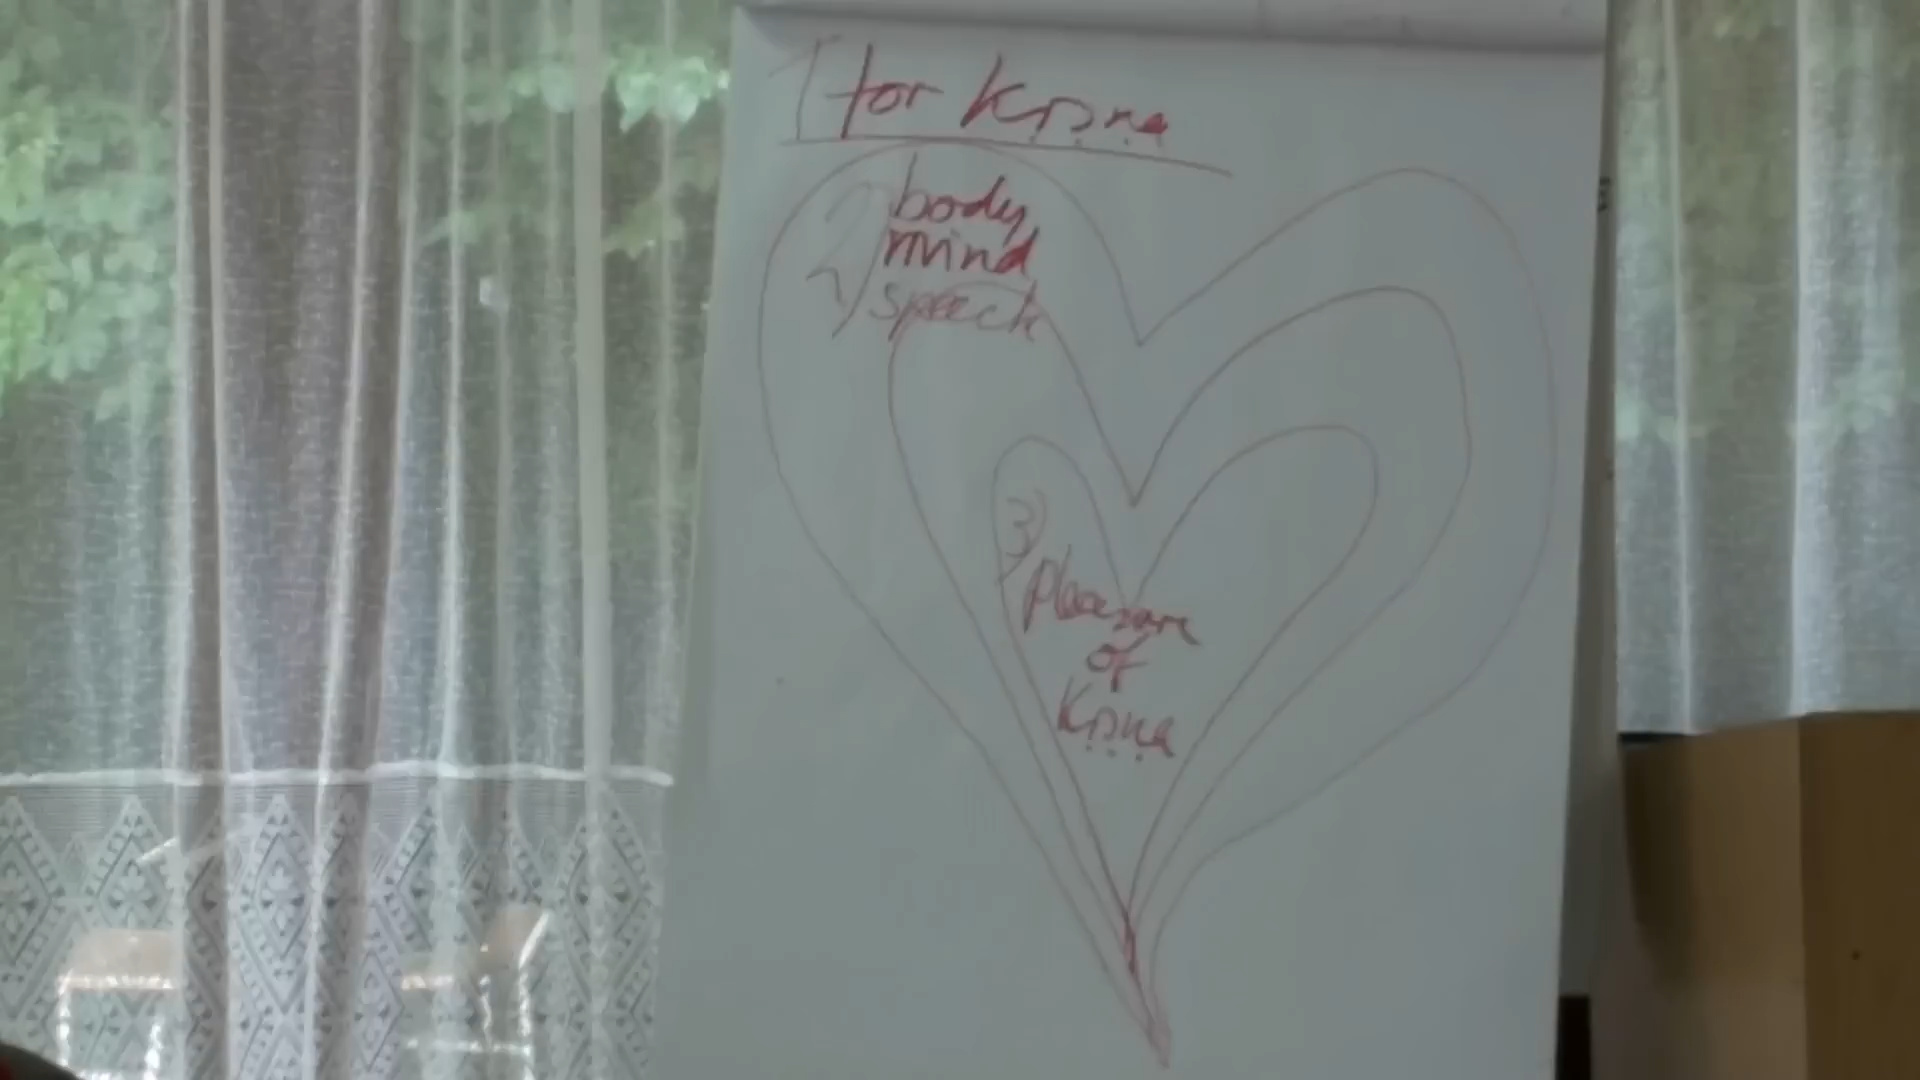 1) for Kṛṣṇa
2) body
mind
speech
3) pleasure
of
Kṛṣṇa